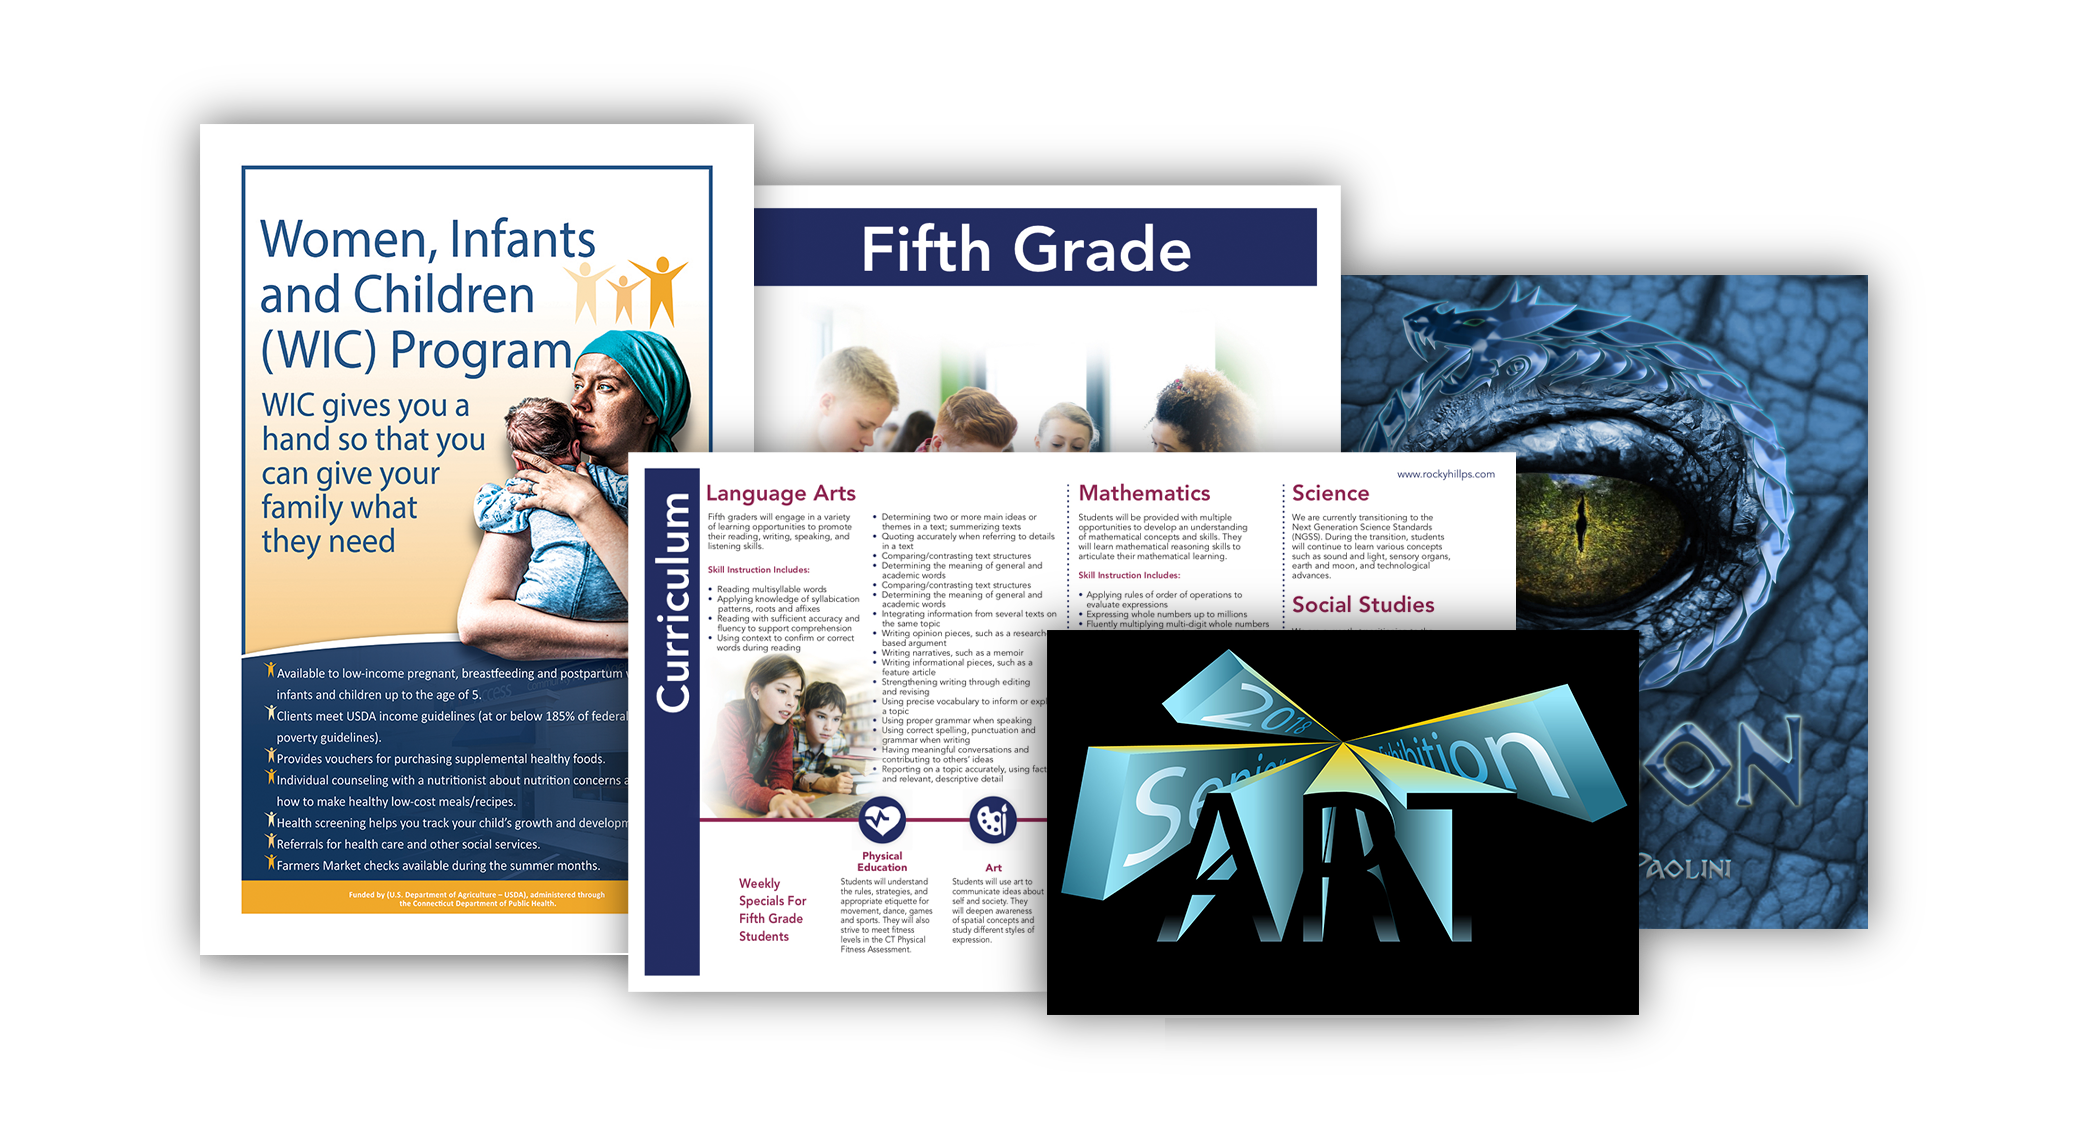 Women, Infants
and Children
(WIC) Program
WIC gives you a
hand so that you
can give your
family what
they need
Available to low-income pregnant, breastfeeding and postpartum
infants and children up to the age of 5.
Clients meet USDA income guidelines (at or below 185% of federal
poverty guidelines).
Provides vouchers for purchasing supplemental healthy foods.
Individual counseling with a nutritionist about nutrition concerns
how to make healthy low-cost meals/recipes.
Health screening helps you track your child's growth and developm
Referrals for health care and other social services.
Farmers Market checks available during the summer months.
Funded by (U.S. Department of Agriculture – USDA), administered through
the Connecticut Department of Public Health.
Fifth Grade
www.rockyhillps.com
Curriculum
Language Arts
Fifth graders will engage in a variety
of learning opportunities to promote
their reading, writing, speaking, and
listening skills.
Skill Instruction Includes:
• Reading multisyllable words
• Applying knowledge of syllabication
patterns, roots and affixes
• Reading with sufficient accuracy and
fluency to support comprehension
• Using context to confirm or correct
words during reading
• Determining two or more main ideas or
themes in a text; summarizing texts
• Quoting accurately when referring to details
in a text
• Comparing/contrasting text structures
• Determining the meaning of general and
academic words
• Comparing/contrasting text structures
• Determining the meaning of general and
academic words
• Integrating information from several texts on
the same topic
• Writing opinion pieces, such as a research
based argument
• Writing narratives, such as a memoir
• Writing informational pieces, such as a
feature article
• Strengthening writing through editing
and revising
• Using precise vocabulary to inform or expl
a topic
• Using proper grammar when speaking
• Using correct spelling, punctuation and
grammar when writing
• Having meaningful conversations and
contributing to others' ideas
• Reporting on a topic accurately, using fact
and relevant, descriptive detail
Mathematics
Students will be provided with multiple
opportunities to develop an understanding
of mathematical concepts and skills. They
will learn mathematical reasoning skills to
articulate their mathematical learning.
Skill Instruction Includes:
• Applying rules of order of operations to
evaluate expressions
• Expressing whole numbers up to millions
• Fluently multiplying multi-digit whole numbers
Science
We are currently transitioning to the
Next Generation Science Standards
(NGSS). During the transition, students
will continue to learn various concepts
such as sound and light, sensory organs,
earth and moon, and technological
advances.
Social Studies
Weekly
Specials For
Fifth Grade
Students
Physical
Education
Students will understand
the rules, strategies, and
appropriate etiquette for
movement, dance, games
and sports. They will also
strive to meet fitness
levels in the CT Physical
Fitness Assessment.
Art
Students will use art to
communicate ideas about
self and society. They
will deepen awareness
of spatial concepts and
study different styles of
expression.
2018
Senior
Exhibition
ART
ON
PAOLINI